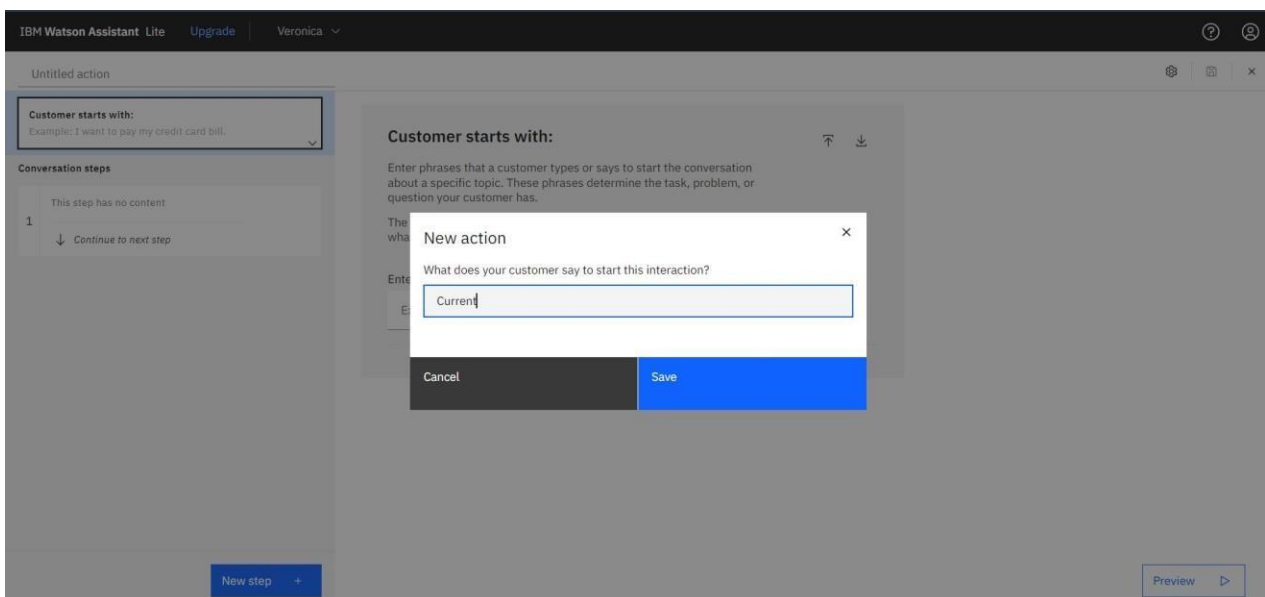 IBM Watson Assistant Lite Upgrade Veronica
Untitled action
Customer starts with:
Example: I want to pay my credit card bill.
Conversation steps
1
This step has no content
Continue to next step
New step +
Customer starts with:
Enter phrases that a customer types or says to start the conversation
about a specific topic. These phrases determine the task, problem, or
question your customer has.
The
wha
Ente
New action
What does your customer say to start this interaction?
Current
Cancel
Save
Preview